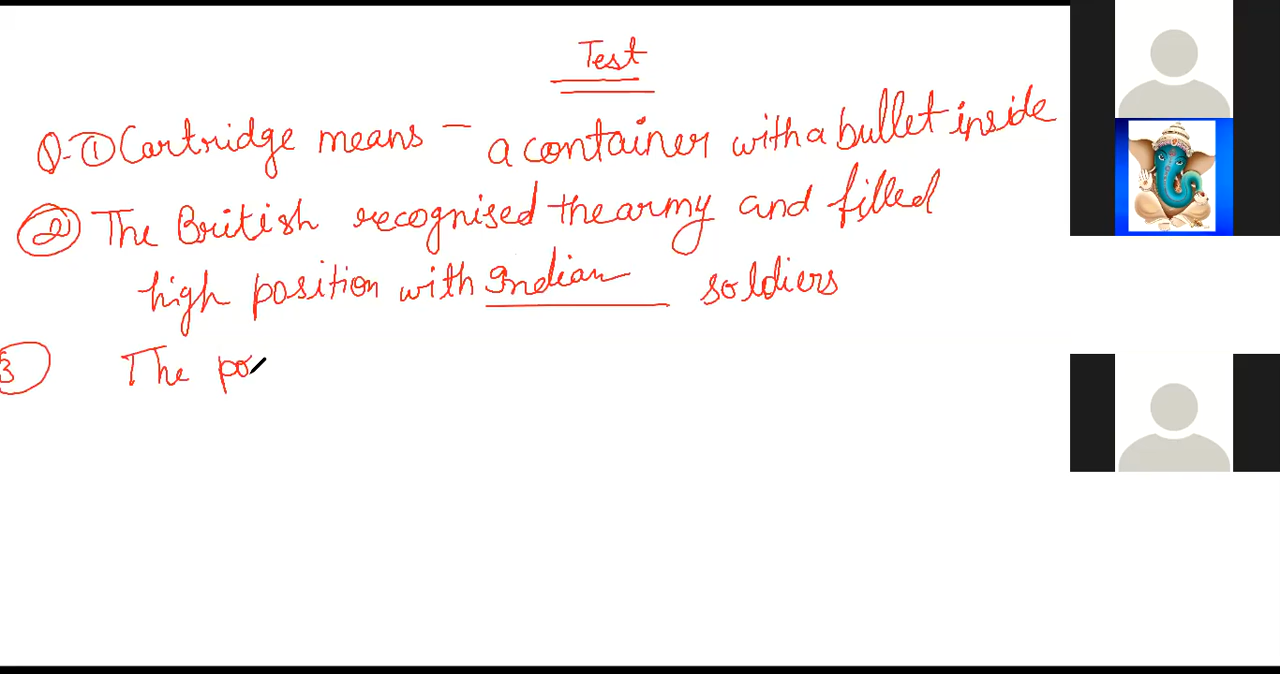 Test
Q.① Cartridge means – a container with a bullet inside
② The British recognised the army and filled
high position with Indian soldiers
③ The po